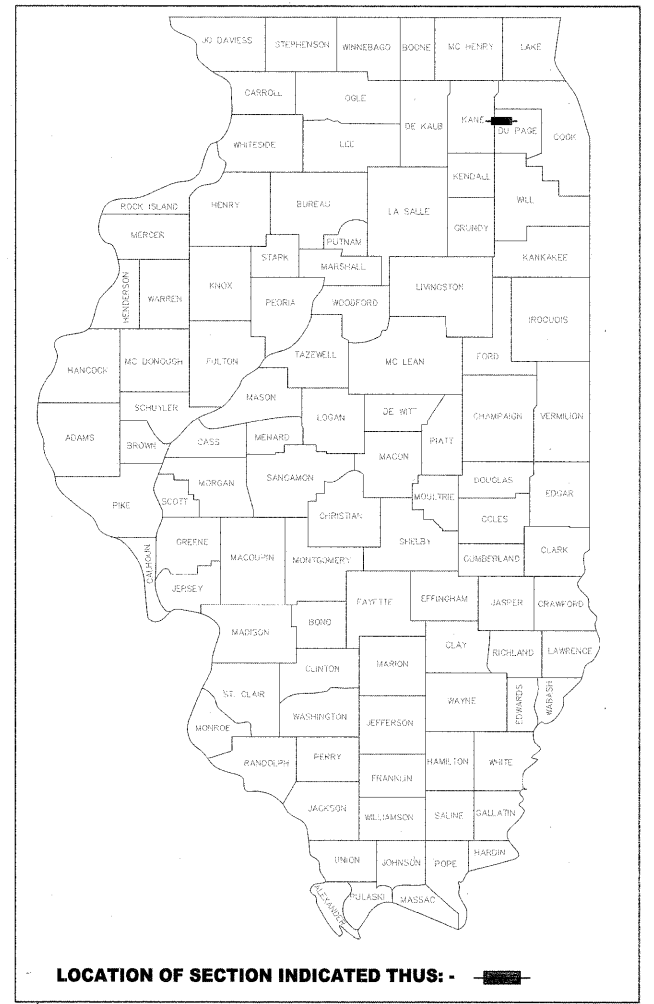 JO DAVIESS STEPHENSON WINNEBAGO BOONE MC HENRY LAKE
CARROLL OGLE DE KALB KANE DU PAGE COOK
WHITESIDE LEE
ROCK ISLAND HENRY BUREAU LA SALLE KENDALL WILL
MERCER PUTNAM GRUNDY
STARK MARSHALL KANKAKEE
HENDERSON WARREN KNOX PEORIA WOODFORD LIVINGSTON IROQUOIS
HANCOCK MC DONOUGH FULTON TAZEWELL MC LEAN FORD
SCHUYLER MASON LOGAN DE WITT CHAMPAIGN VERMILION
ADAMS BROWN CASS MENARD MACON PIATT
PIKE SCOTT MORGAN SANGAMON MOULTRIE DOUGLAS EDGAR
CHRISTIAN COLES
CALHOUN GREENE MACOUPIN MONTGOMERY SHELBY CUMBERLAND CLARK
JERSEY FAYETTE EFFINGHAM JASPER CRAWFORD
MADISON BOND
CLAY RICHLAND LAWRENCE
CLINTON MARION
ST. CLAIR WAYNE EDWARDS WABASH
MONROE WASHINGTON JEFFERSON
RANDOLPH PERRY HAMILTON WHITE
FRANKLIN
JACKSON WILLIAMSON SALINE GALLATIN
UNION JOHNSON POPE HARDIN
ALEXANDER PULASKI MASSAC
LOCATION OF SECTION INDICATED THUS: -